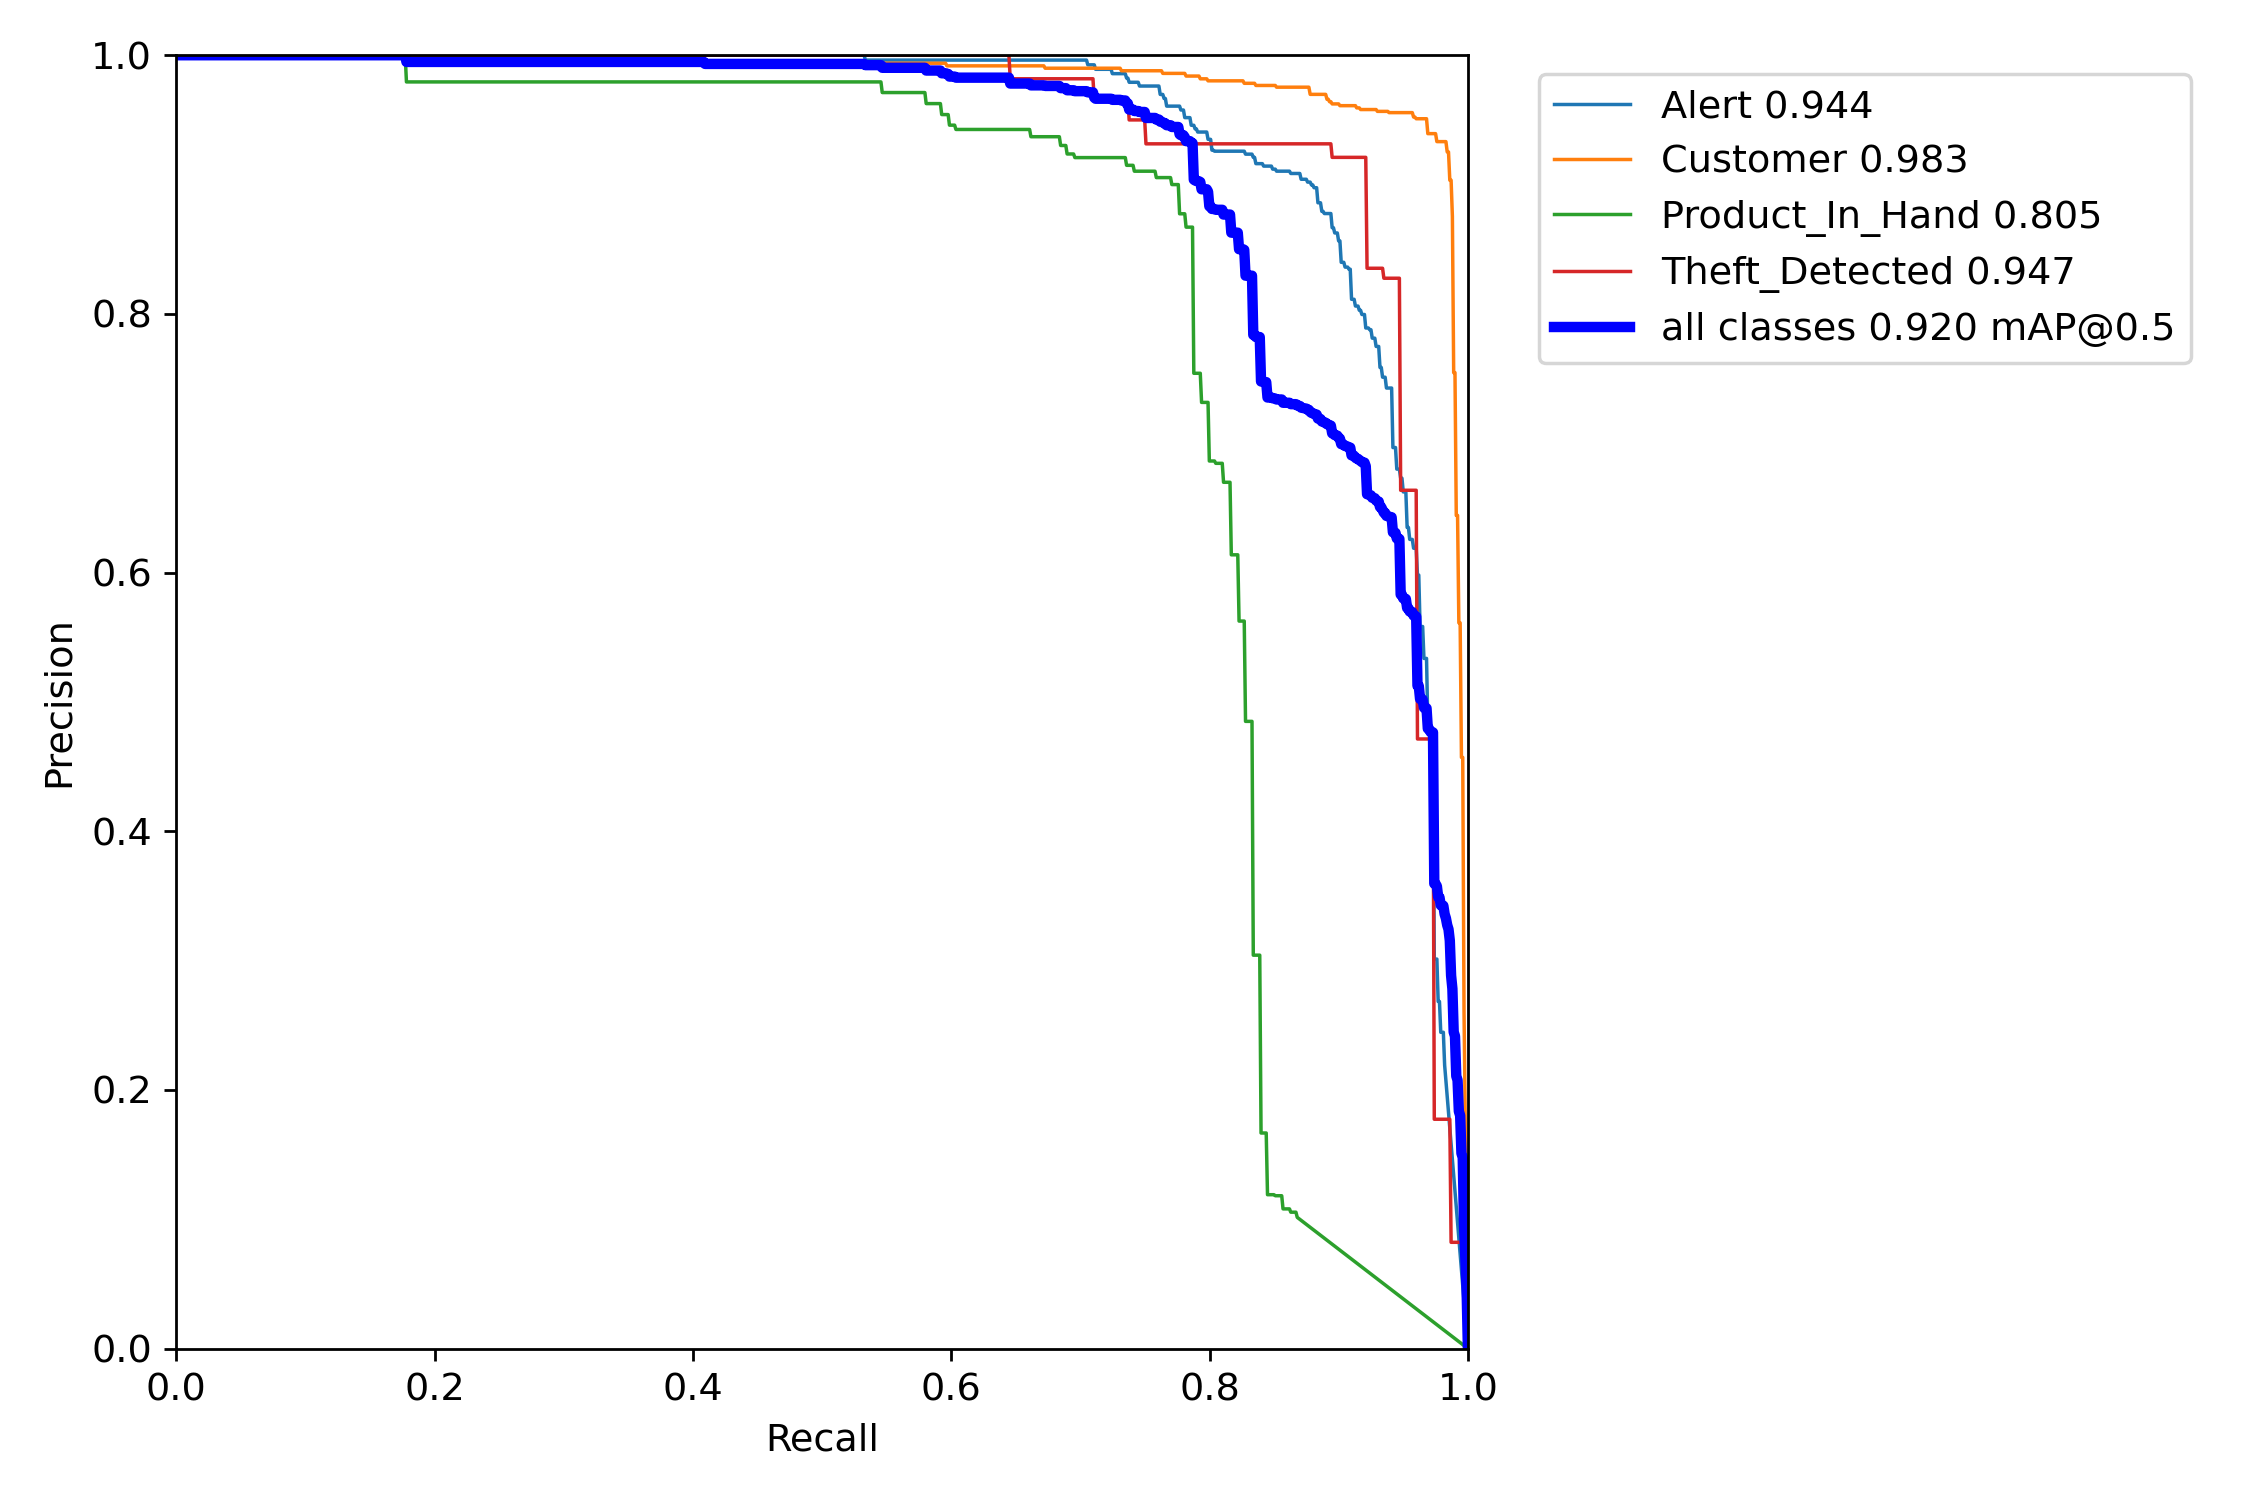 1.0
0.8
0.6
0.4
0.2
0.0
0.0 0.2 0.4 0.6 0.8 1.0
Precision
Recall
Alert 0.944
Customer 0.983
Product_In_Hand 0.805
Theft_Detected 0.947
all classes 0.920 mAP@0.5